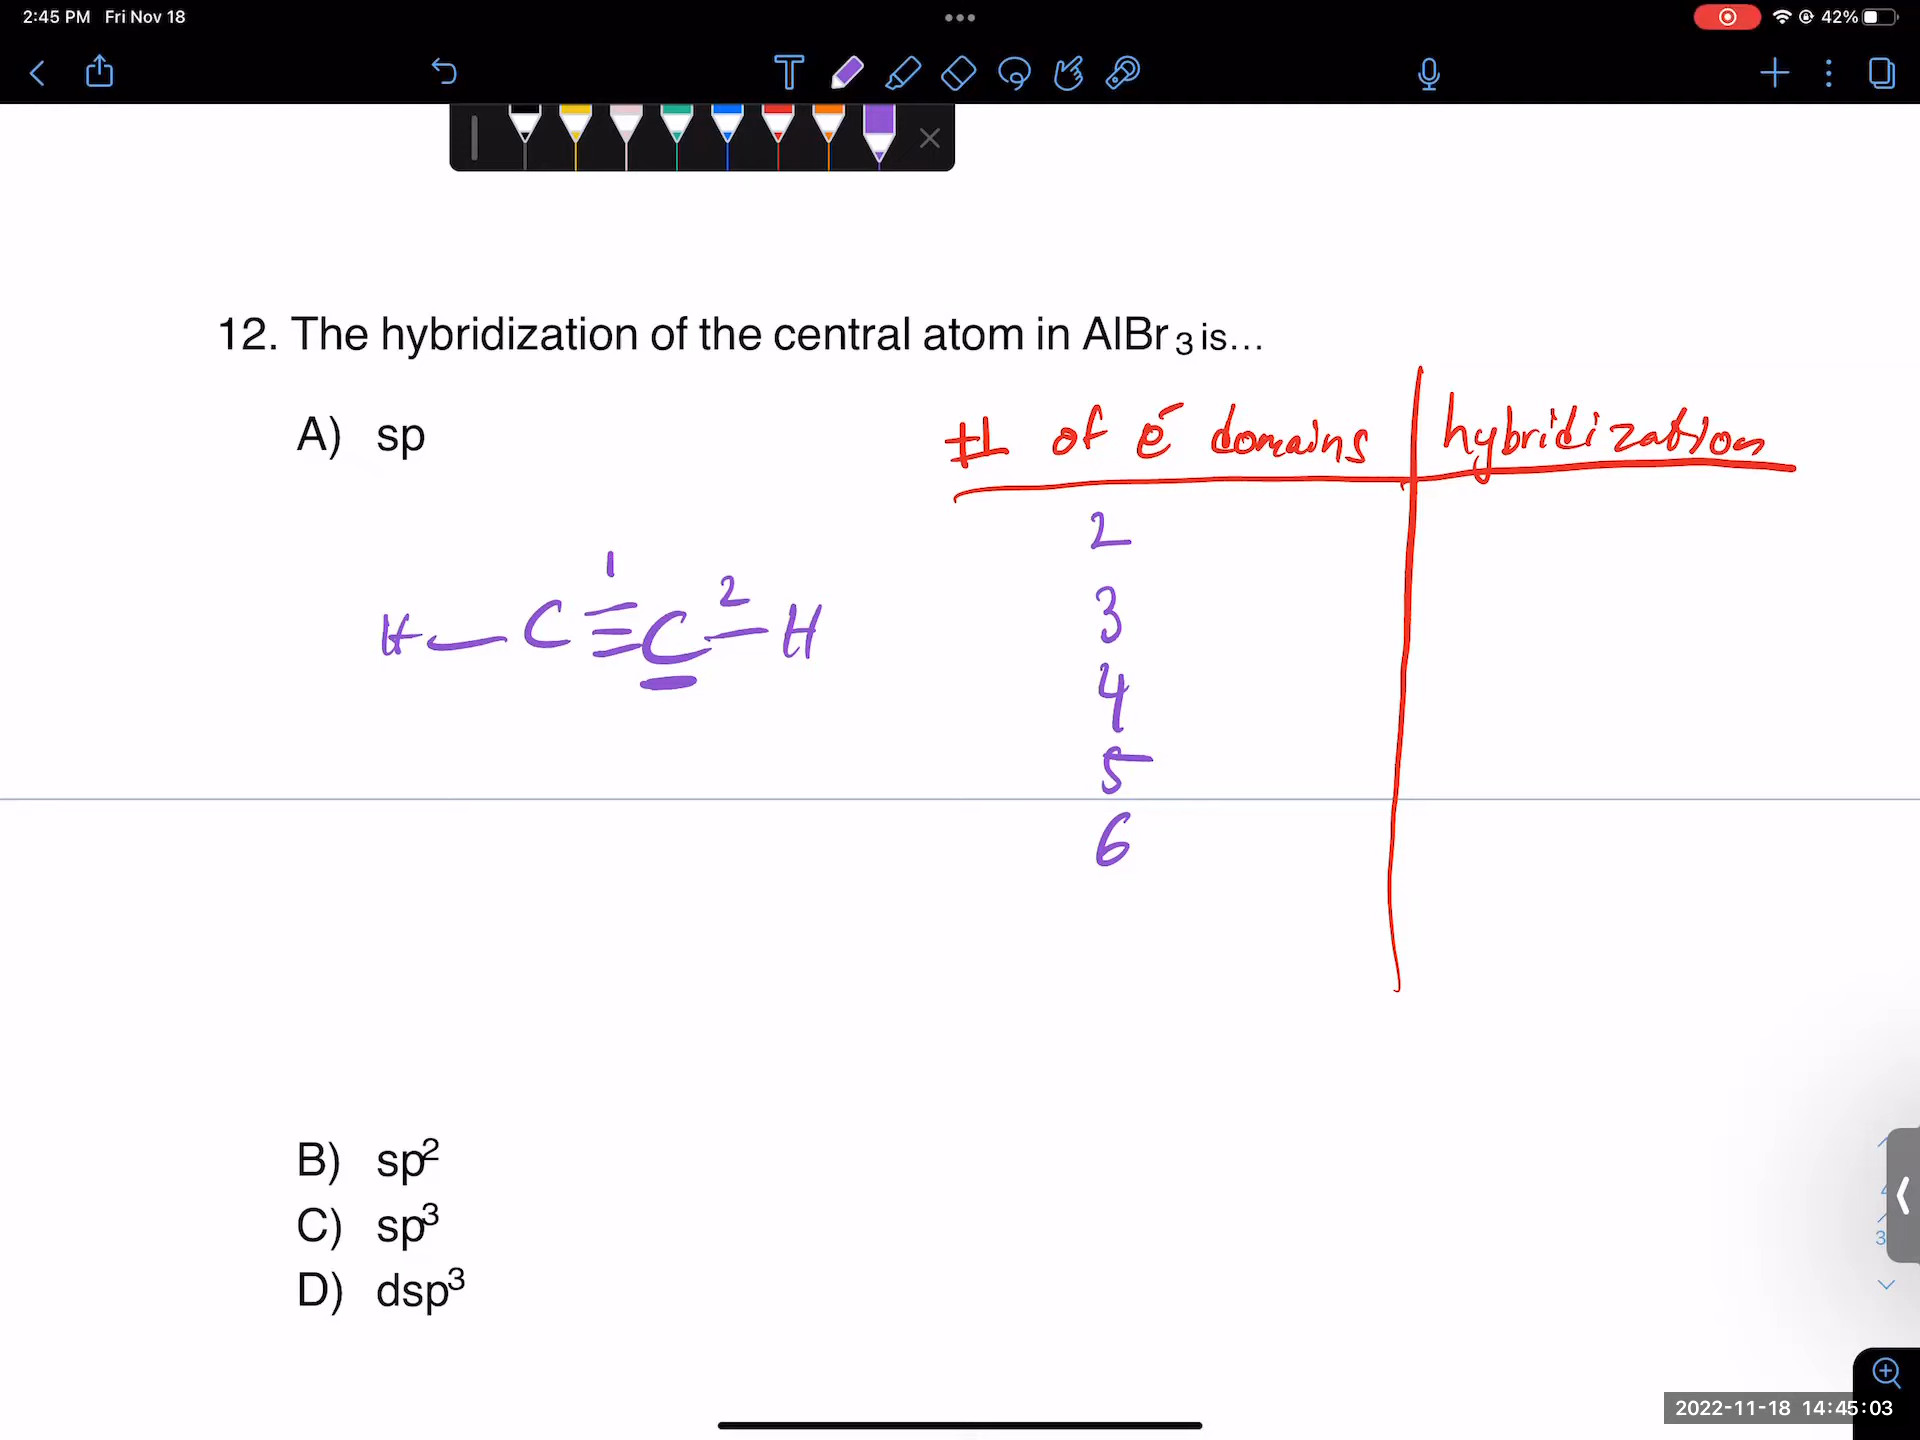 2:45 PM Fri Nov 18
42%
12. The hybridization of the central atom in AlBr3 is...
A) sp
# of e⁻ domains hybridization
2
3
4
5
6
1
2
H—C≡C—H
B) sp²
C) sp³
D) dsp³
3
2022-11-18 14:45:03